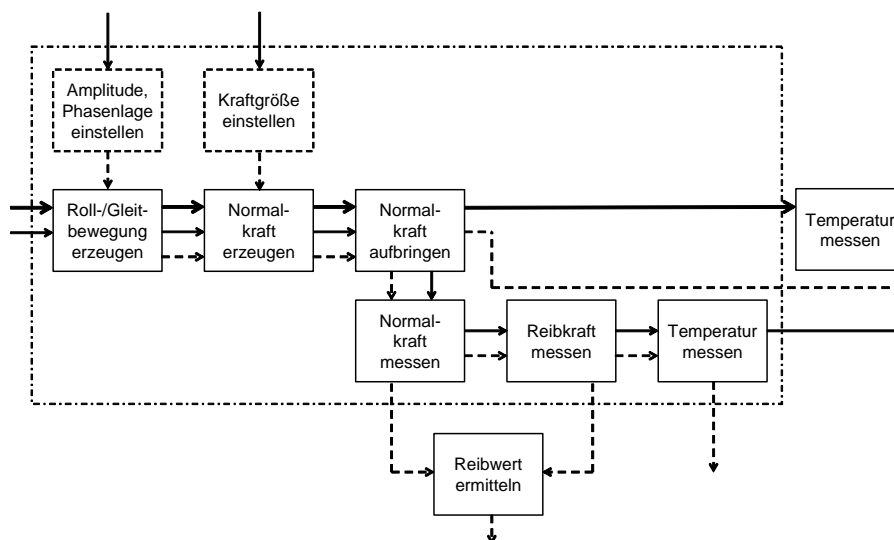 Amplitude,
Phasenlage
einstellen
Kraftgröße
einstellen
Roll-/Gleit-
bewegung
erzeugen
Normal-
kraft
erzeugen
Normal-
kraft
aufbringen
Temperatur
messen
Normal-
kraft
messen
Reibkraft
messen
Temperatur
messen
Reibwert
ermitteln